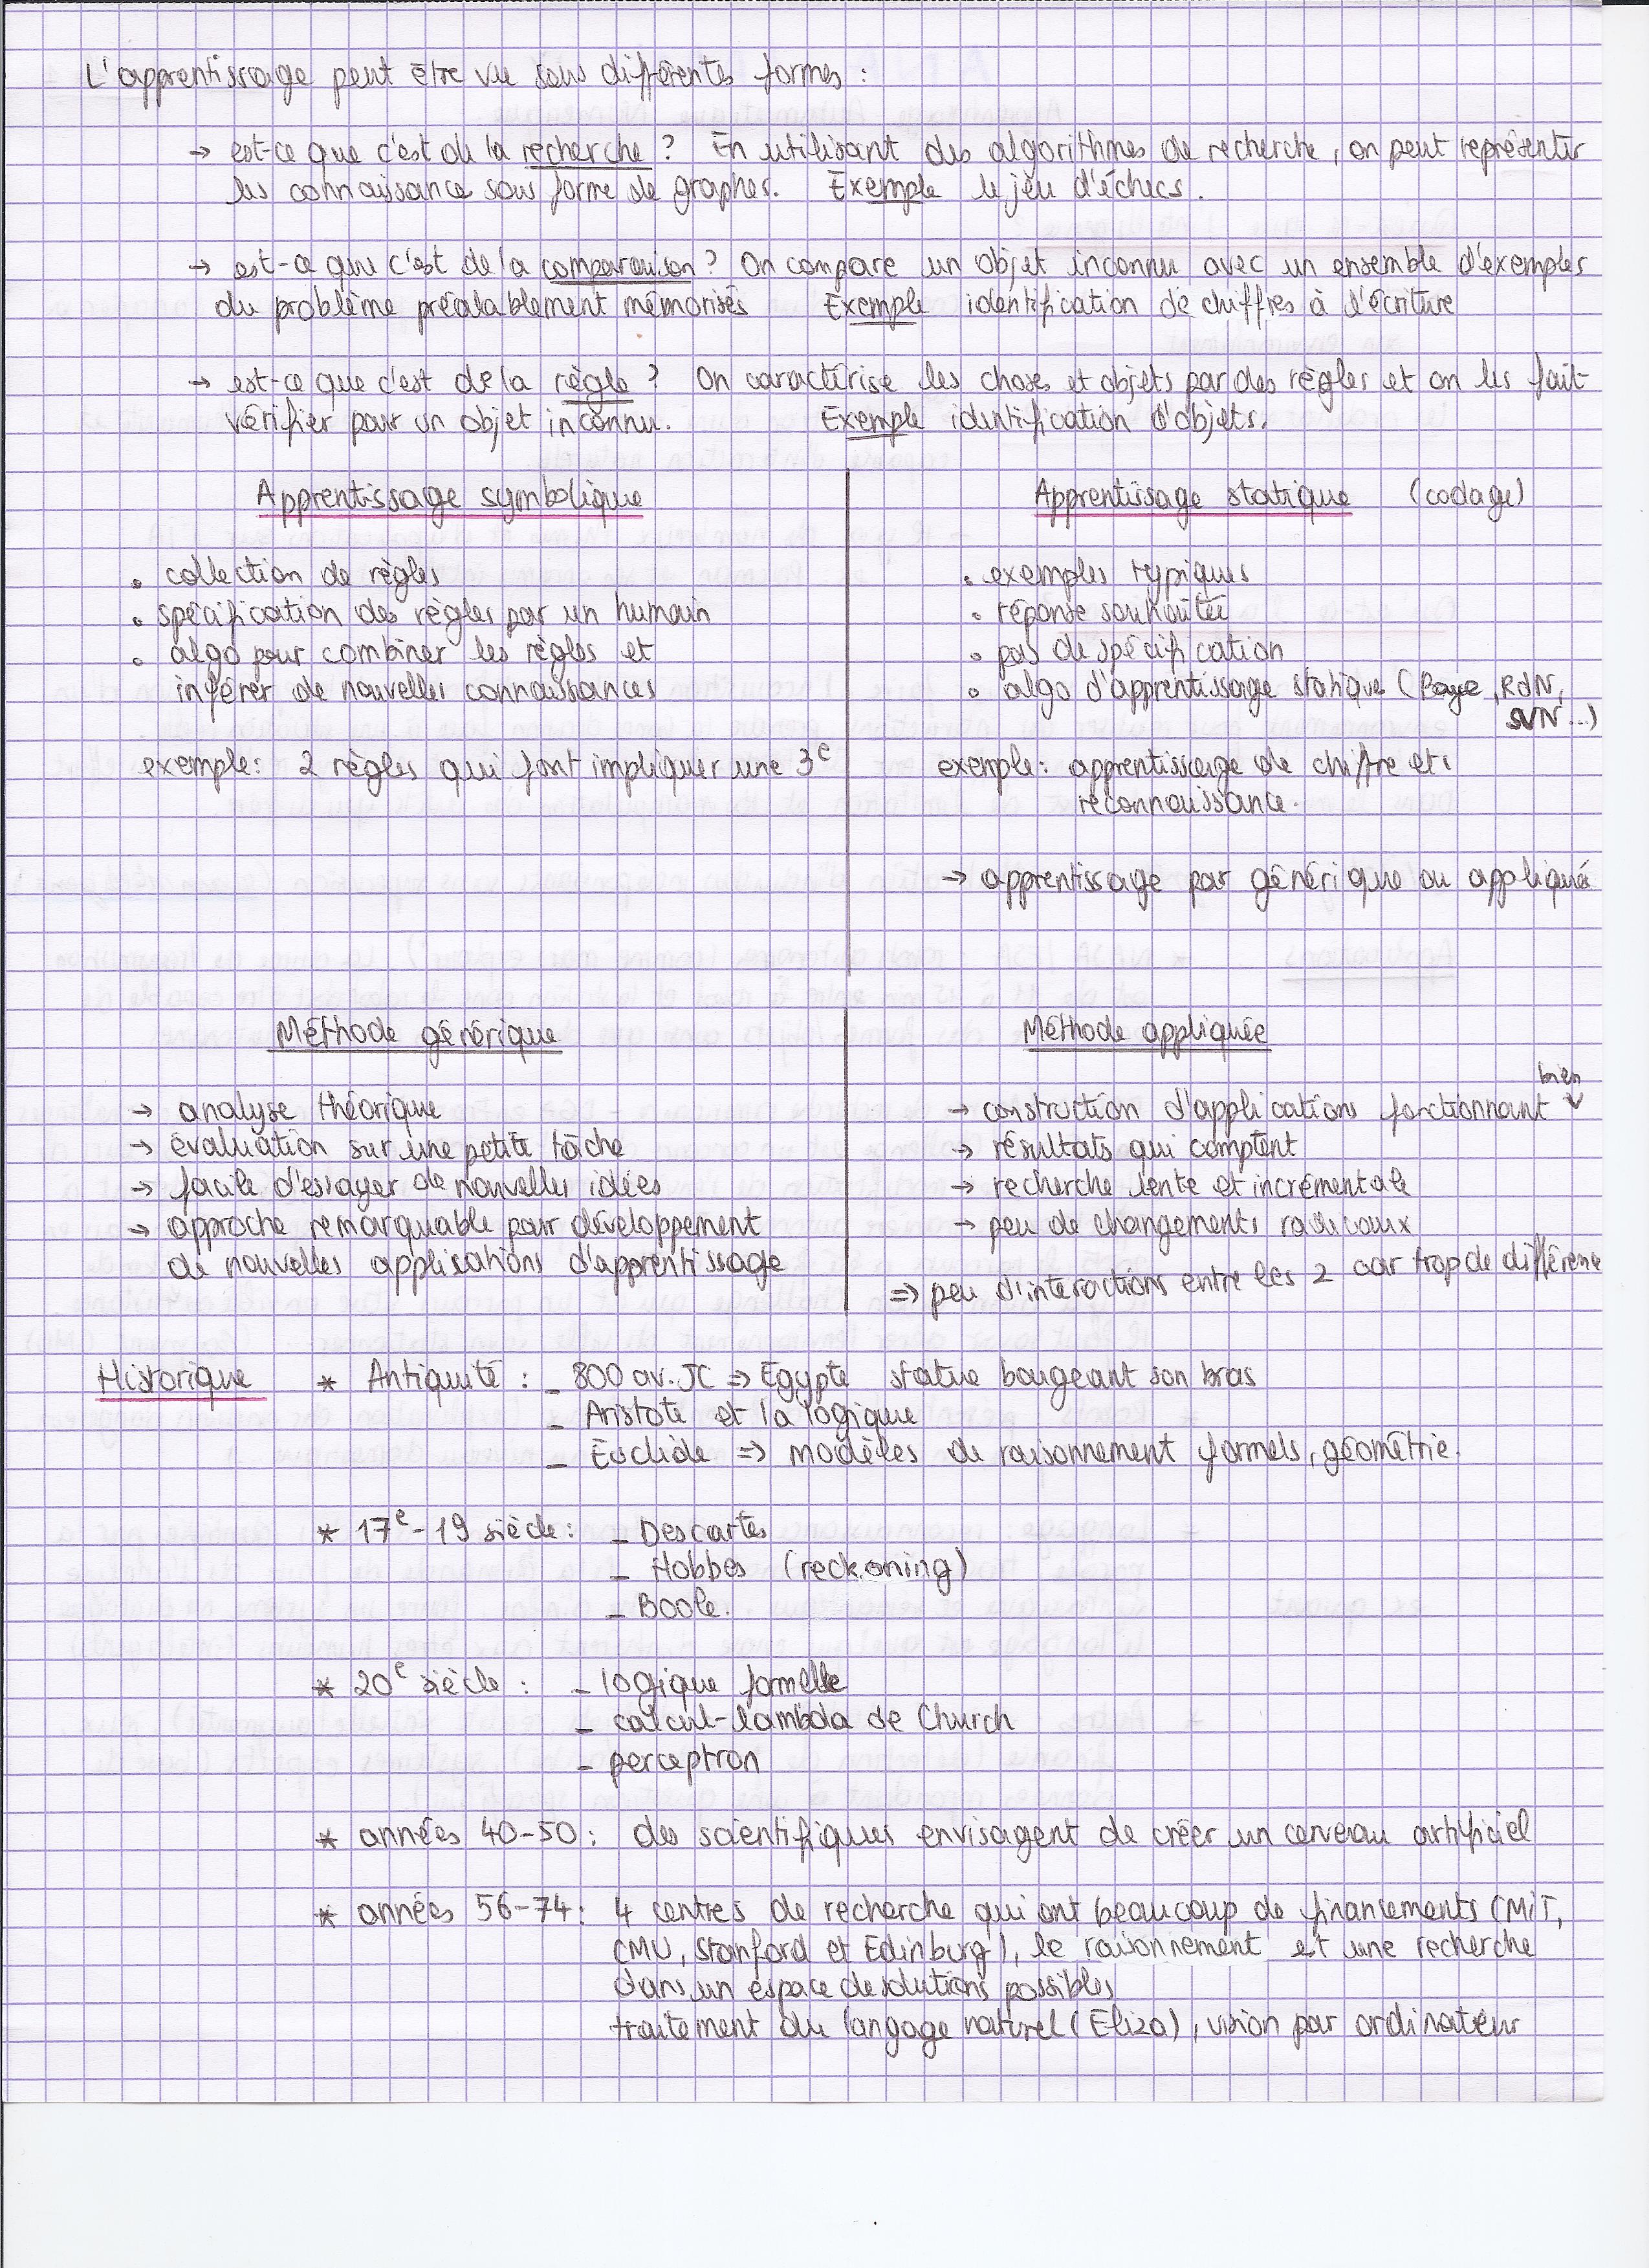 L'apprentissage peut être vu sous différentes formes :
→ est-ce que c'est de la recherche ? En utilisant des algorithmes de recherche, on peut représenter
les connaissance sous forme de graphes. Exemple le jeu d'échecs.
→ est-ce que c'est de la comparaison ? On compare un objet inconnu avec un ensemble d'exemples
du problème préalablement mémorisés Exemple identification de chiffres à l'écriture
→ est-ce que c'est de la règle ? On caractérise les choses et objets par des règles et on les fait
vérifier pour un objet inconnu. Exemple identification d'objets.
Apprentissage symbolique
• collection de règles
• spécification des règles par un humain
• algo pour combiner les règles et
inférer de nouvelles connaissances
exemple: 2 règles qui font impliquer une 3e
Apprentissage statique (codage)
• exemples typiques
• réponse souhaitée
• pas de spécification
• algo d'apprentissage statique (Baye, RdN,
SVN...)
exemple: apprentissage de chiffre et
reconnaissance.
→ apprentissage par générique ou appliqué
Méthode générique
→ analyse théorique
→ évaluation sur une petite tâche
→ facile d'essayer de nouvelles idées
→ approche remarquable pour développement
de nouvelles applications d'apprentissage
Méthode appliquée
bien
→ construction d'applications fonctionnant ↓
→ résultats qui comptent
→ recherche lente et incrémentale
→ peu de changements radicaux
⇒ peu d'interactions entre les 2 car trop de différence
Historique * Antiquité : - 800 av. JC ⇒ Egypte statue bougeant son bras
- Aristote et la logique
- Euclide ⇒ modèles de raisonnement formels, géométrie.
* 17e-19 siècle : - Descartes
- Hobbes (reckoning)
- Boole.
* 20e siècle : - logique formelle
- calcul-lambda de Church
- perceptron
* années 40-50 : des scientifiques envisagent de créer un cerveau artificiel
* années 56-74 : 4 centres de recherche qui ont beaucoup de financements (MIT,
CMU, Stanford et Edinburg), le raisonnement est une recherche
dans un espace de solutions possibles
traitement du langage naturel (Eliza), vision par ordinateur